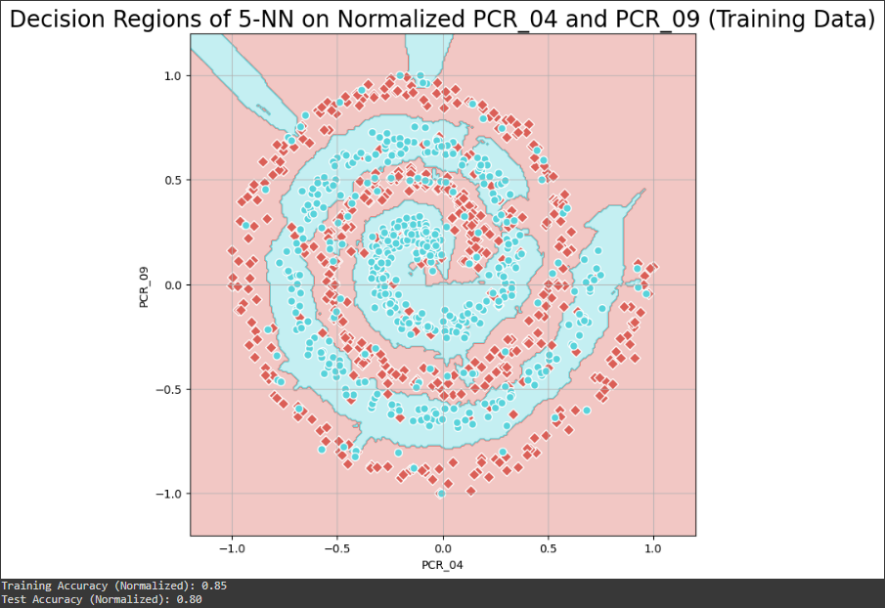 Decision Regions of 5-NN on Normalized PCR_04 and PCR_09 (Training Data)
1.0
0.5
0.0
−0.5
−1.0
PCR_09
−1.0 −0.5 0.0 0.5 1.0
PCR_04
Training Accuracy (Normalized): 0.85
Test Accuracy (Normalized): 0.80